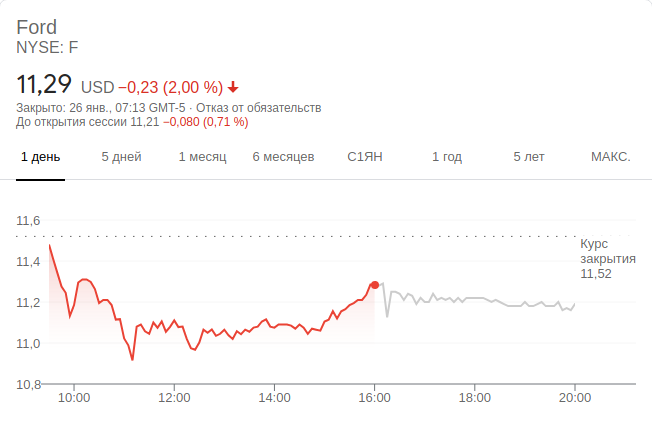 Ford
NYSE: F
11,29 USD −0,23 (2,00 %)
Закрыто: 26 янв., 07:13 GMT-5 · Отказ от обязательств
До открытия сессии 11,21 −0,080 (0,71 %)
1 день 5 дней 1 месяц 6 месяцев С1ЯН 1 год 5 лет МАКС.
11,6
Курс
закрытия
11,52
11,4
11,2
11,0
10,8
10:00 12:00 14:00 16:00 18:00 20:00